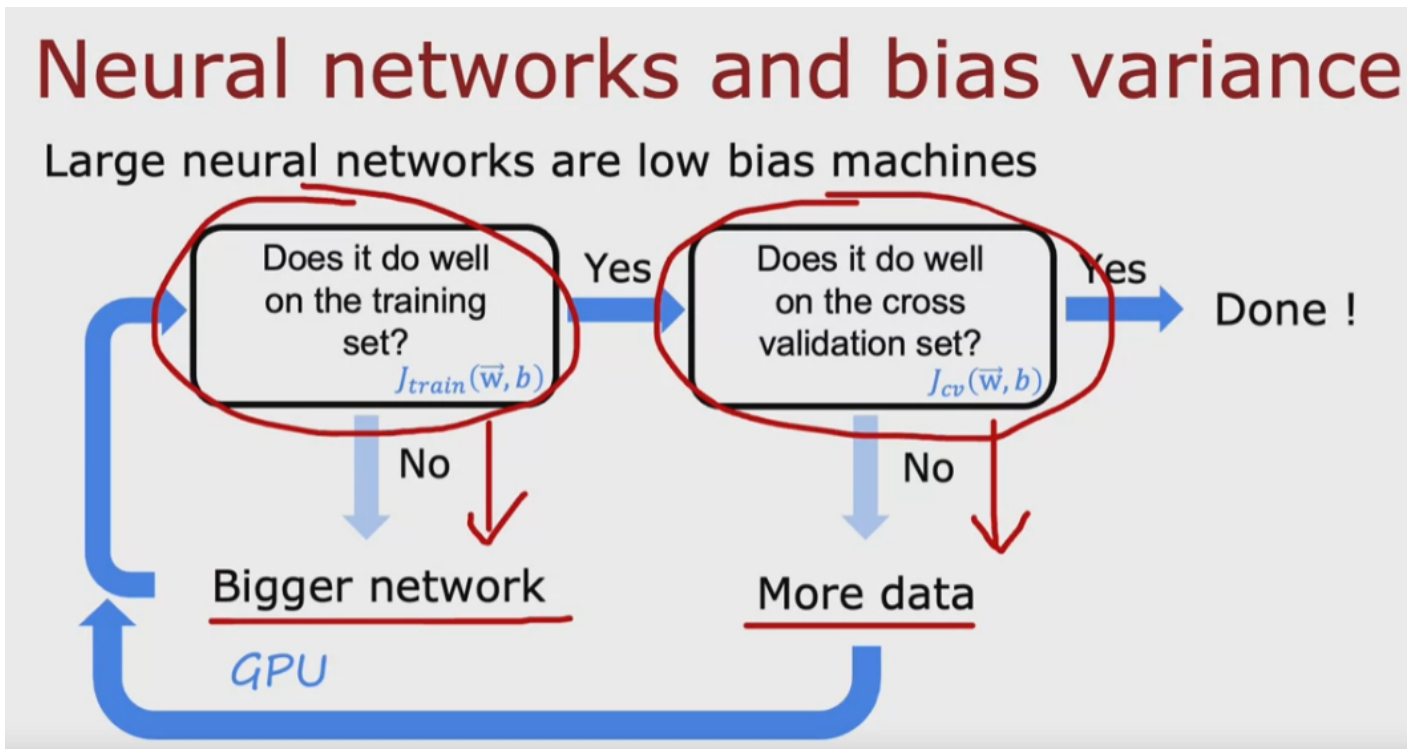 Neural networks and bias variance
Large neural networks are low bias machines
Does it do well
on the training
set?
J_train(w⃗, b)
Yes
Does it do well
on the cross
validation set?
J_cv(w⃗, b)
Yes
Done !
No
No
Bigger network
More data
GPU